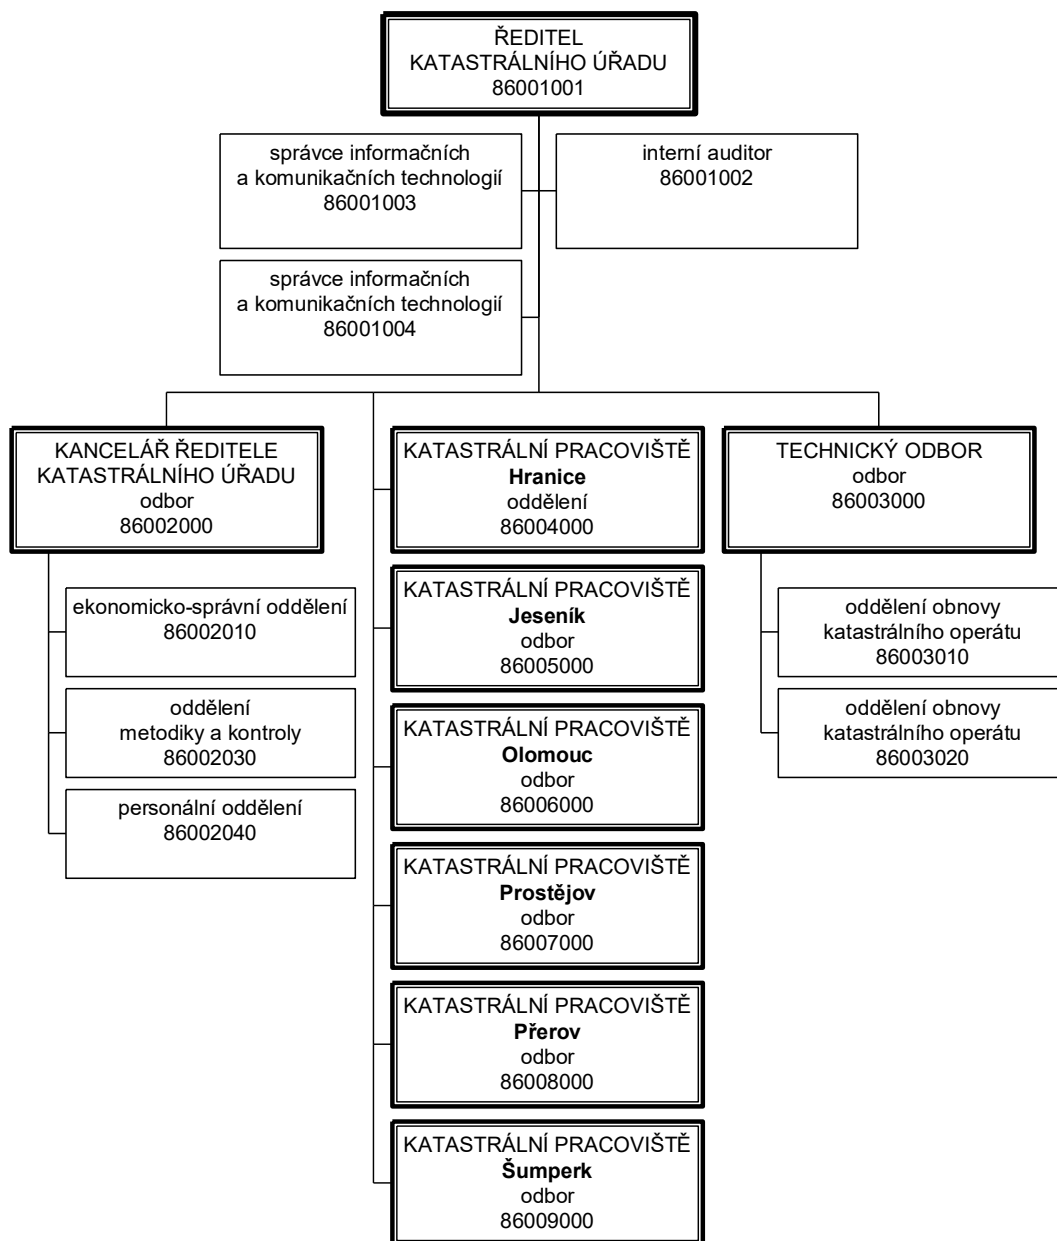 ŘEDITEL
KATASTRÁLNÍHO ÚŘADU
86001001
správce informačních
a komunikačních technologií
86001003
interní auditor
86001002
správce informačních
a komunikačních technologií
86001004
KANCELÁŘ ŘEDITELE
KATASTRÁLNÍHO ÚŘADU
odbor
86002000
ekonomicko-správní oddělení
86002010
oddělení
metodiky a kontroly
86002030
personální oddělení
86002040
KATASTRÁLNÍ PRACOVIŠTĚ
Hranice
oddělení
86004000
KATASTRÁLNÍ PRACOVIŠTĚ
Jeseník
odbor
86005000
KATASTRÁLNÍ PRACOVIŠTĚ
Olomouc
odbor
86006000
KATASTRÁLNÍ PRACOVIŠTĚ
Prostějov
odbor
86007000
KATASTRÁLNÍ PRACOVIŠTĚ
Přerov
odbor
86008000
KATASTRÁLNÍ PRACOVIŠTĚ
Šumperk
odbor
86009000
TECHNICKÝ ODBOR
odbor
86003000
oddělení obnovy
katastrálního operátu
86003010
oddělení obnovy
katastrálního operátu
86003020